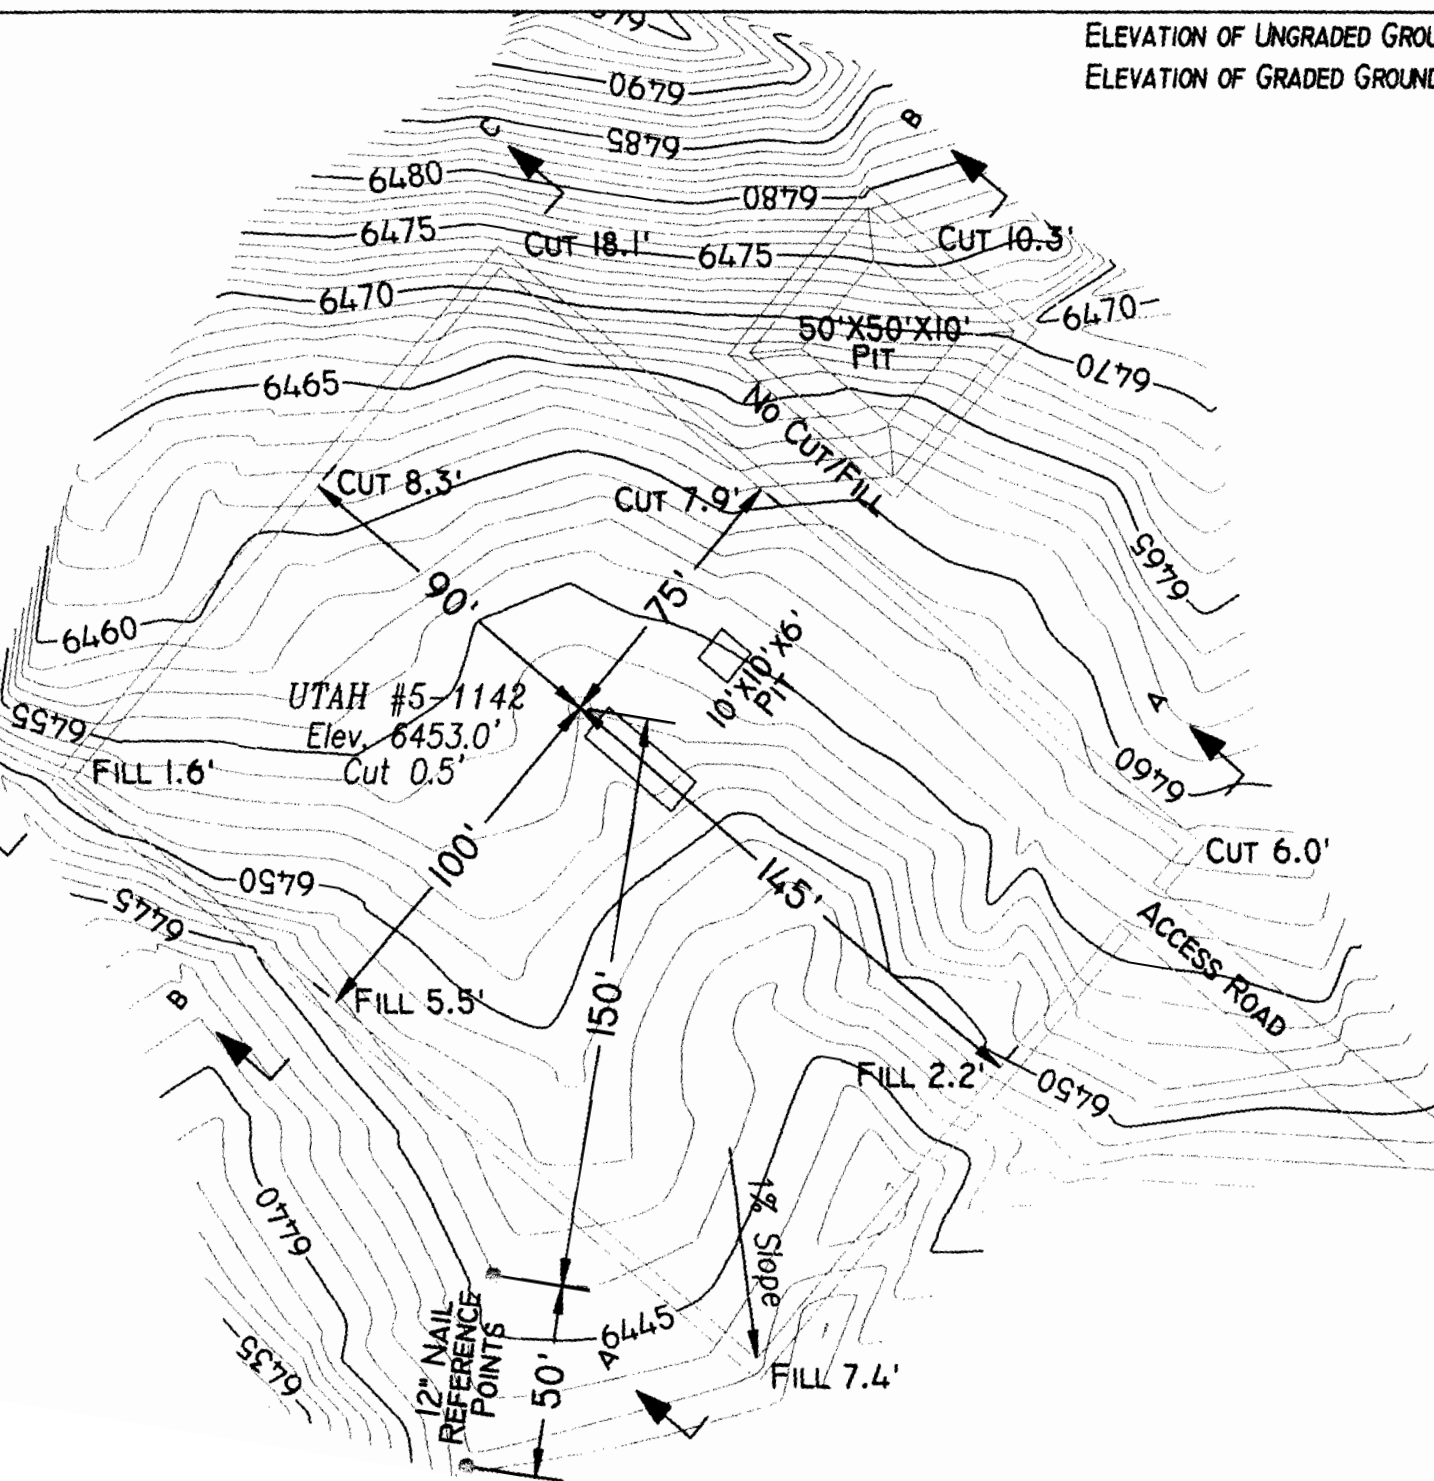 ELEVATION OF UNGRADED GROU
ELEVATION OF GRADED GROUND
6490
6485
C
B
6480
6480
6475
CUT 18.1'
6475
CUT 10.3'
6470
50'X50'X10'
PIT
6470
6470
6465
NO CUT/FILL
CUT 8.3'
CUT 7.9'
6465
90'
75'
10'X10'X6'
PIT
6460
UTAH #5-1142
Elev. 6453.0'
Cut 0.5'
6455
FILL 1.6'
A
6460
CUT 6.0'
100'
145'
6450
6445
ACCESS ROAD
B
FILL 5.5'
150'
FILL 2.2'
6450
6440
1% Slope
12" NAIL
REFERENCE
POINTS
6445
A
50'
6435
FILL 7.4'